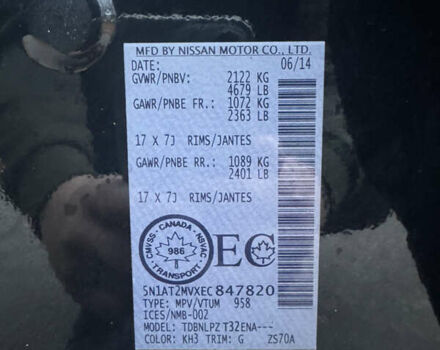 MFD BY NISSAN MOTOR CO., LTD.
DATE: 06/14
GVWR/PNBV: 2122 KG
4679 LB
GAWR/PNBE FR.: 1072 KG
2363 LB
17 X 7J RIMS/JANTES
GAWR/PNBE RR.: 1089 KG
2401 LB
17 X 7J RIMS/JANTES
CANADA
CMVSS NSVAC
986
TRANSPORT
EC
5N1AT2MVXEC847820
TYPE: MPV/VTUM 958
ICES/NMB-002
MODEL: TDBNLPZ T32ENA---
COLOR: KH3 TRIM: G ZS70A